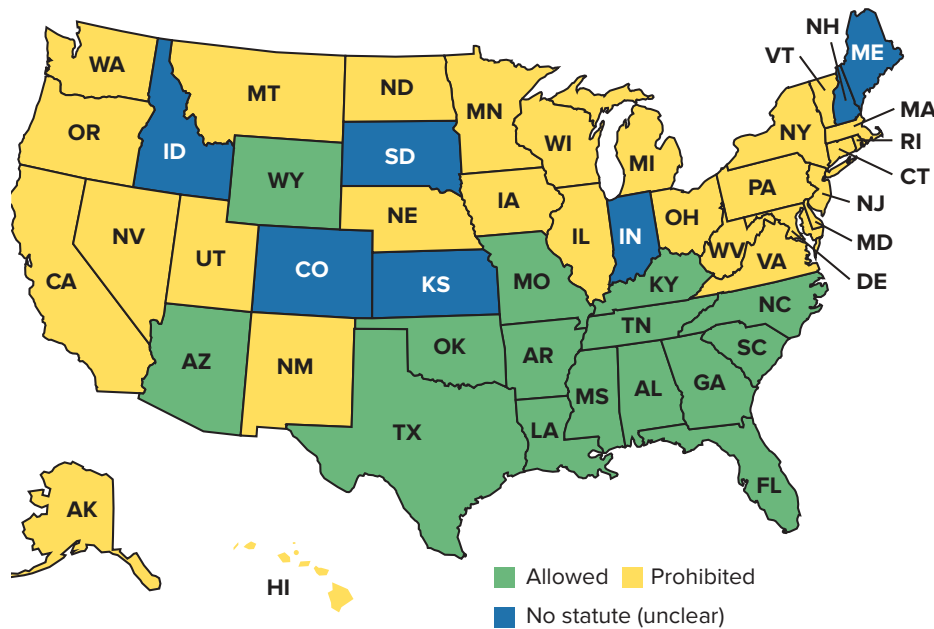 NH
ME
VT
WA
MT
ND
MN
MA
OR
ID
SD
WI
MI
NY
RI
WY
CT
PA
IA
NE
NJ
OH
IL
IN
NV
UT
CO
WV
MD
CA
KS
MO
VA
KY
DE
NC
TN
OK
AZ
NM
AR
SC
MS
AL
GA
TX
LA
FL
AK
HI
Allowed
Prohibited
No statute (unclear)